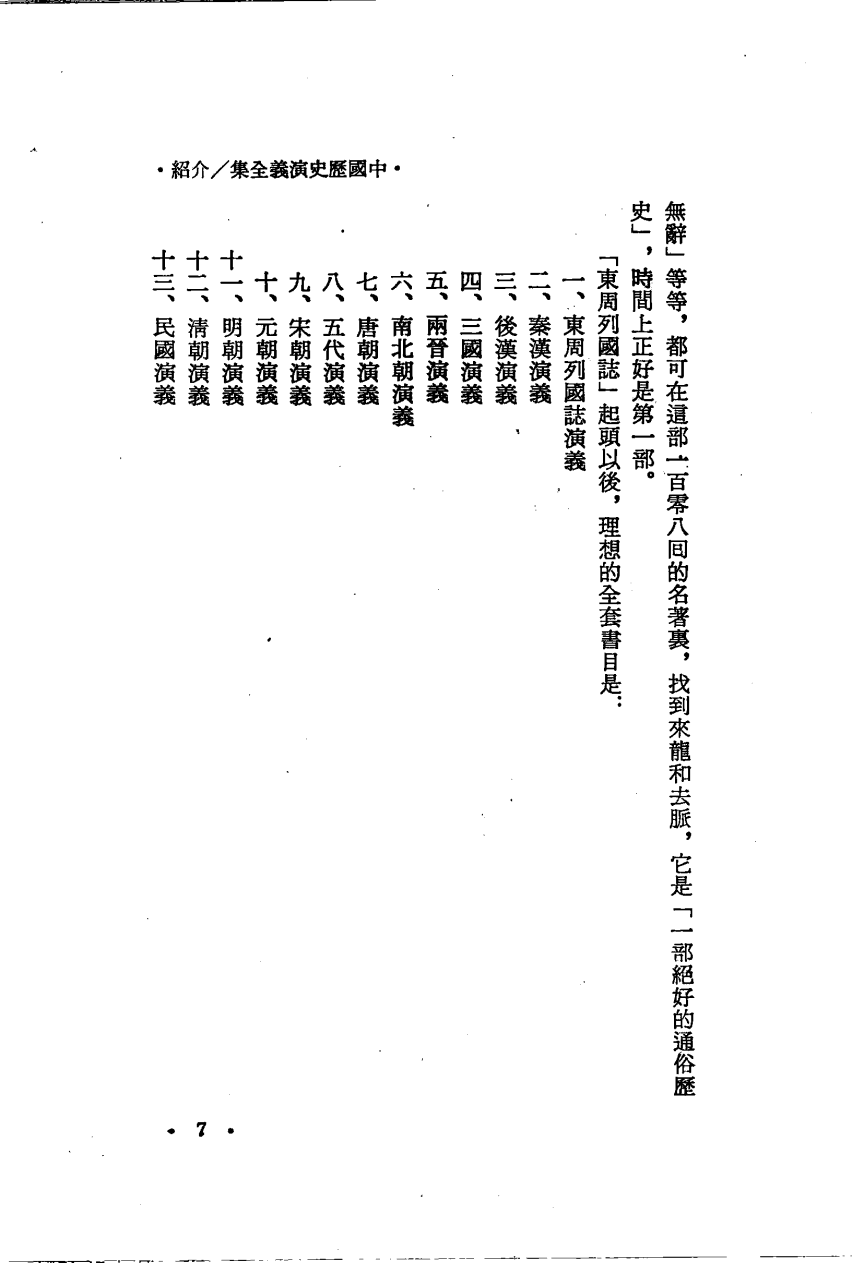 •中國歷史演義全集／介紹•
無辭」等等，都可在這部一百零八回的名著裏，找到來龍和去脈，它是「一部絕好的通俗歷
史」，時間上正好是第一部。
「東周列國誌」起頭以後，理想的全套書目是：
一、東周列國誌演義
二、秦漢演義
三、後漢演義
四、三國演義
五、兩晉演義
六、南北朝演義
七、唐朝演義
八、五代演義
九、宋朝演義
十、元朝演義
十一、明朝演義
十二、清朝演義
十三、民國演義
• 7 •